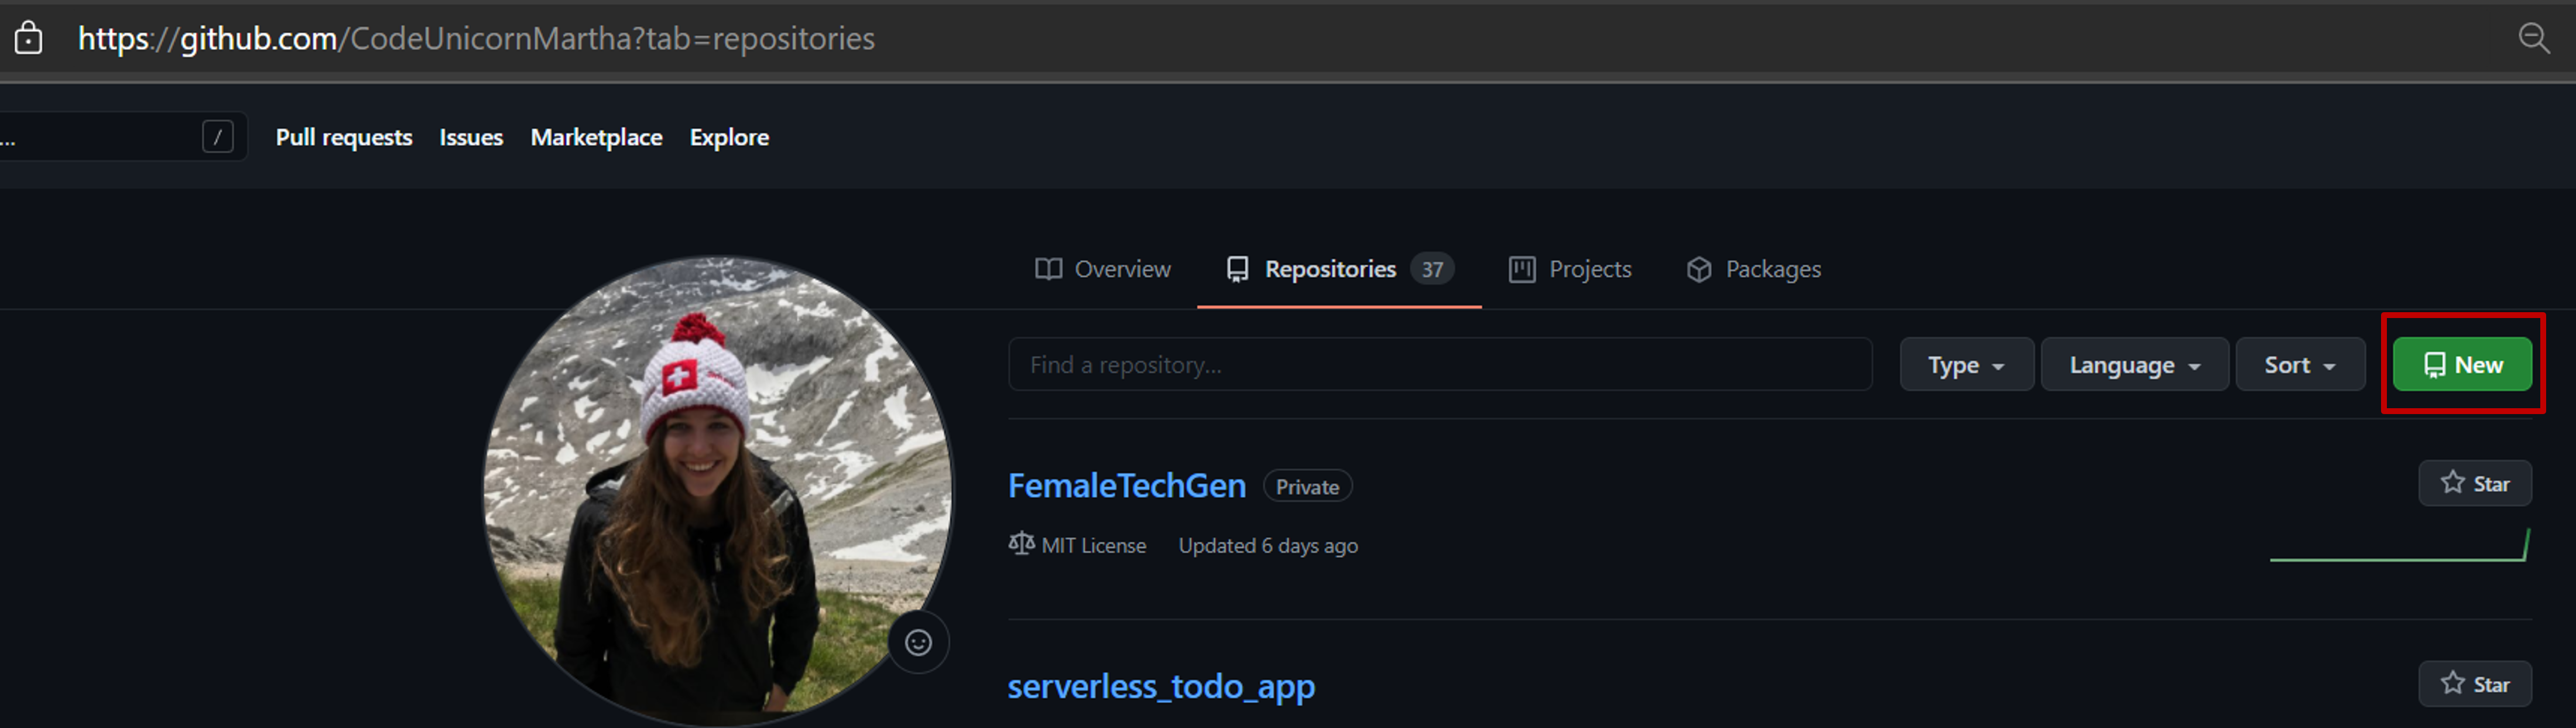 https://github.com/CodeUnicornMartha?tab=repositories
... / Pull requests Issues Marketplace Explore
Overview Repositories 37 Projects Packages
Find a repository... Type Language Sort New
FemaleTechGen Private Star
MIT License Updated 6 days ago
serverless_todo_app Star